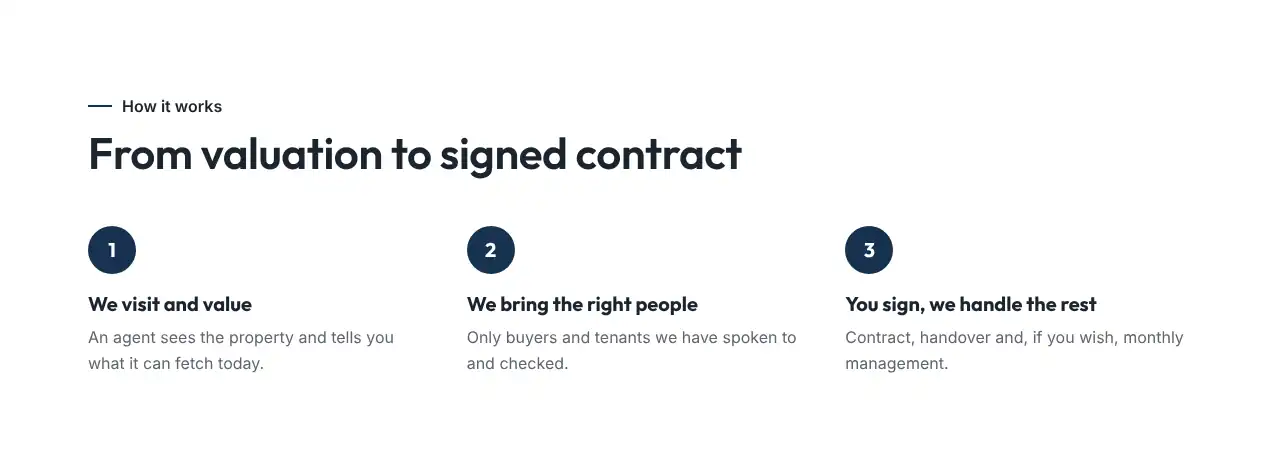 How it works
From valuation to signed contract
1
We visit and value
An agent sees the property and tells you
what it can fetch today.
2
We bring the right people
Only buyers and tenants we have spoken to
and checked.
3
You sign, we handle the rest
Contract, handover and, if you wish, monthly
management.